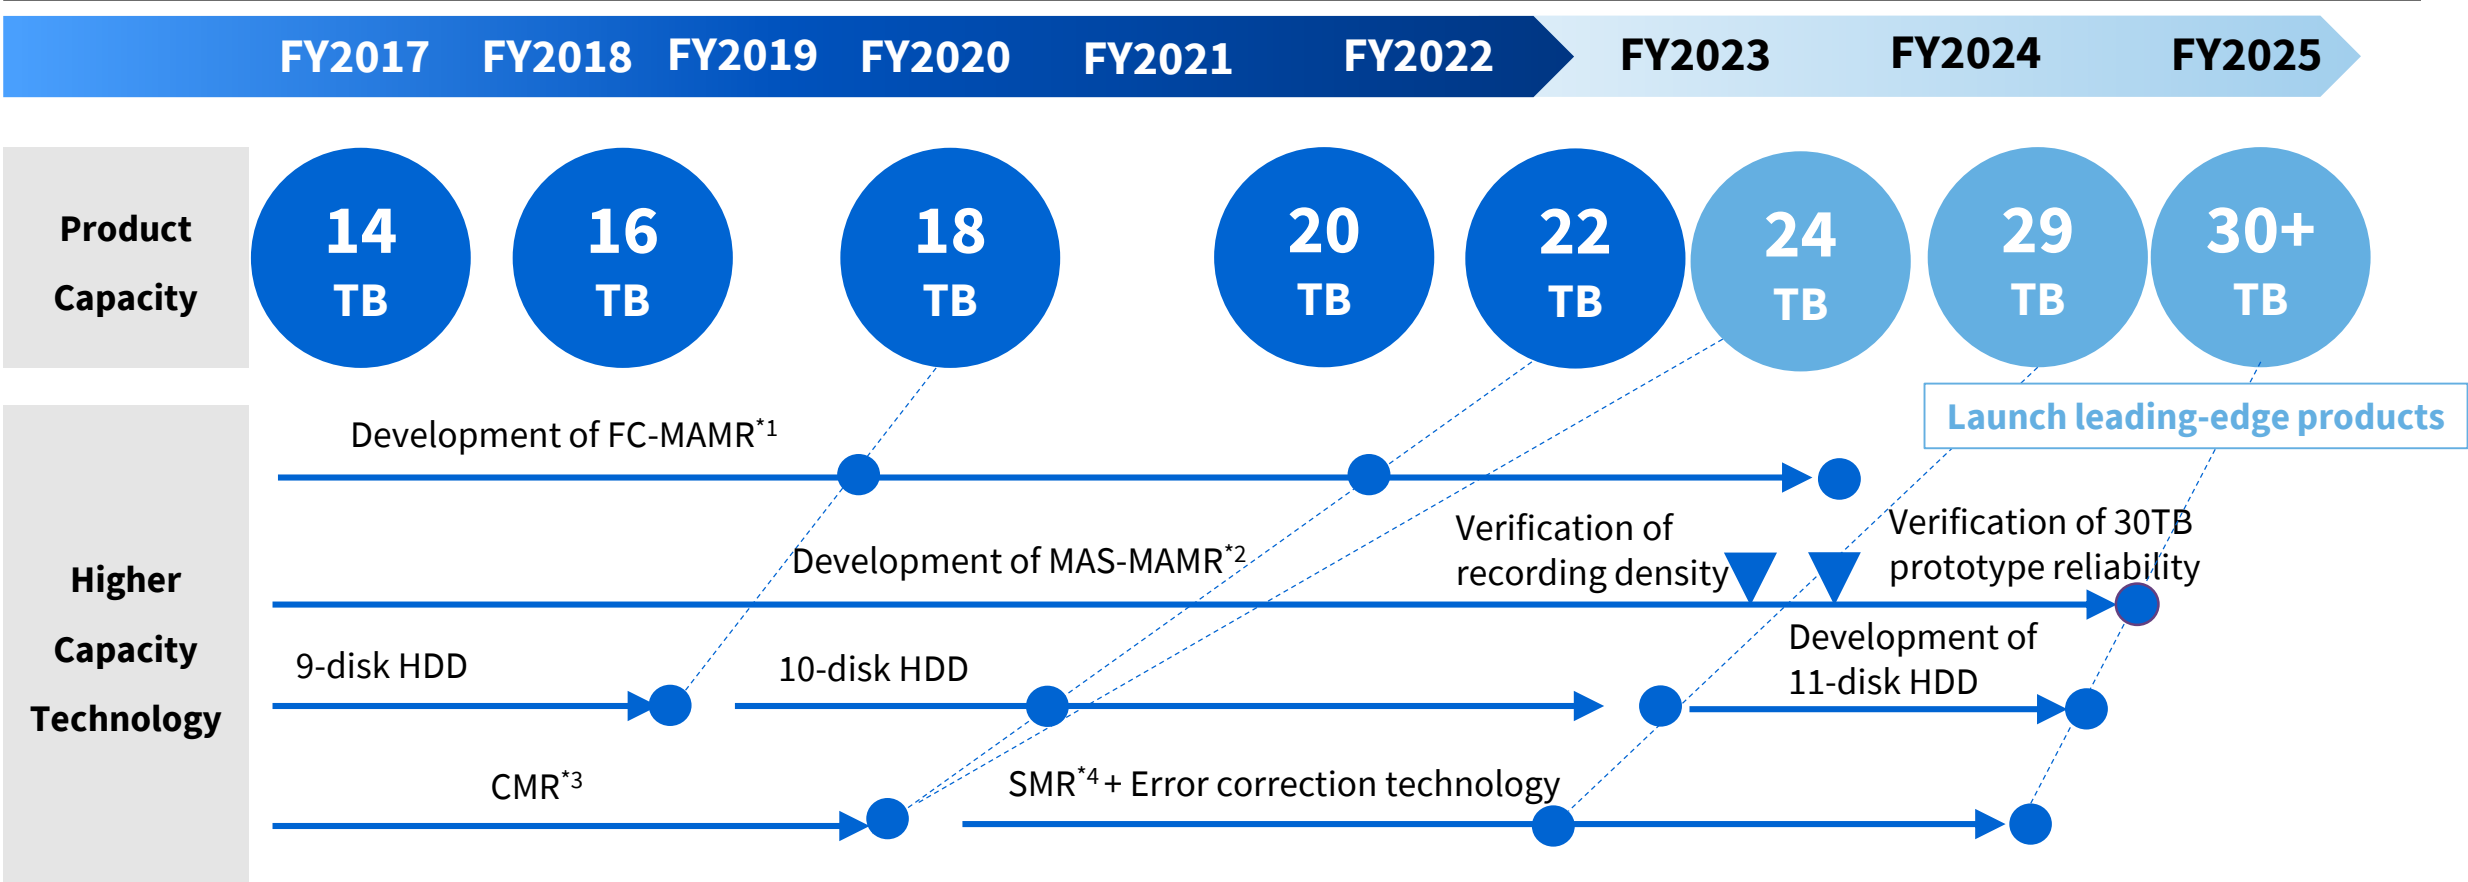 FY2017 FY2018 FY2019 FY2020 FY2021 FY2022 FY2023 FY2024 FY2025
Product
Capacity
14
TB
16
TB
18
TB
20
TB
22
TB
24
TB
29
TB
30+
TB
Launch leading-edge products
Higher
Capacity
Technology
Development of FC-MAMR*1
Development of MAS-MAMR*2
Verification of
recording density
Verification of 30TB
prototype reliability
9-disk HDD
10-disk HDD
Development of
11-disk HDD
CMR*3
SMR*4 + Error correction technology